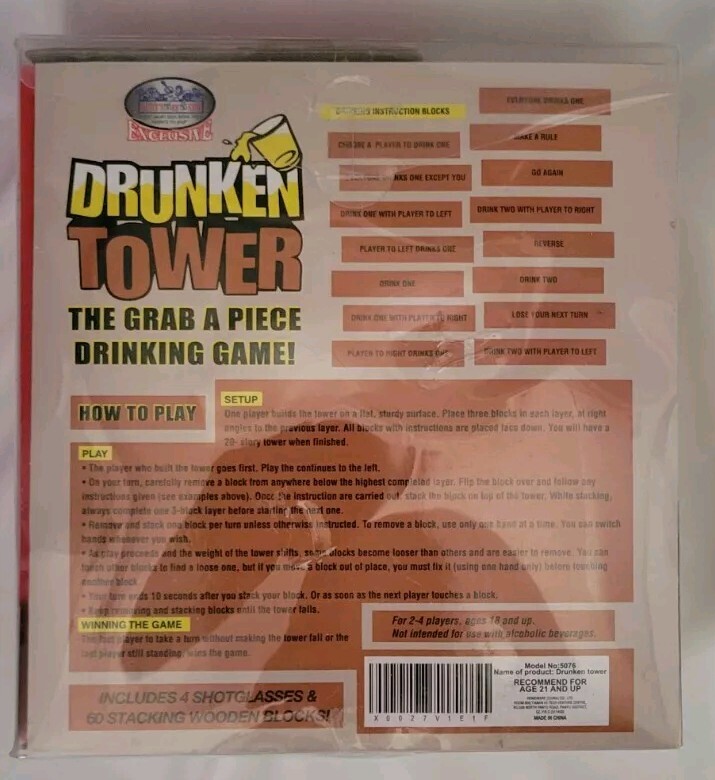 EXCLUSIVE
DRUNKEN
TOWER
THE GRAB A PIECE
DRINKING GAME!
INSTRUCTION BLOCKS
EVERYONE DRINKS ONE
CHOOSE A PLAYER TO DRINK ONE
MAKE A RULE
DRINKS ONE EXCEPT YOU
GO AGAIN
DRINK ONE WITH PLAYER TO LEFT
DRINK TWO WITH PLAYER TO RIGHT
PLAYER TO LEFT DRINKS ONE
REVERSE
DRINK ONE
DRINK TWO
DRINK ONE WITH PLAYER TO RIGHT
LOSE YOUR NEXT TURN
PLAYER TO RIGHT DRINKS ONE
DRINK TWO WITH PLAYER TO LEFT
HOW TO PLAY
SETUP
One player builds the tower on a flat, sturdy surface. Place three blocks in each layer, at right
angles to the previous layer. All blocks with instructions are placed face down. You will have a
20- story tower when finished.
PLAY
• The player who built the tower goes first. Play the continues to the left.
• On your turn, carefully remove a block from anywhere below the highest completed layer. Flip the block over and follow any
instructions given (see examples above). Once the instruction are carried out, stack the block on top of the tower. While stacking,
always complete one 3-block layer before starting the next one.
• Remove and stack one block per turn unless otherwise instructed. To remove a block, use only one hand at a time. You can switch
hands whenever you wish.
• As play proceeds and the weight of the tower shifts, some blocks become looser than others and are easier to remove. You can
touch other blocks to find a loose one, but if you move a block out of place, you must fix it (using one hand only) before touching
another block
• Your turn ends 10 seconds after you stack your block. Or as soon as the next player touches a block.
• Keep removing and stacking blocks until the tower falls.
WINNING THE GAME
The last player to take a turn without making the tower fall or the
last player still standing, wins the game.
For 2-4 players, ages 18 and up.
Not intended for use with alcoholic beverages.
INCLUDES 4 SHOTGLASSES &
60 STACKING WOODEN BLOCKS!
X0027V1E1F
Model No:5076
Name of product: Drunken tower
RECOMMEND FOR
AGE 21 AND UP
MADE IN CHINA